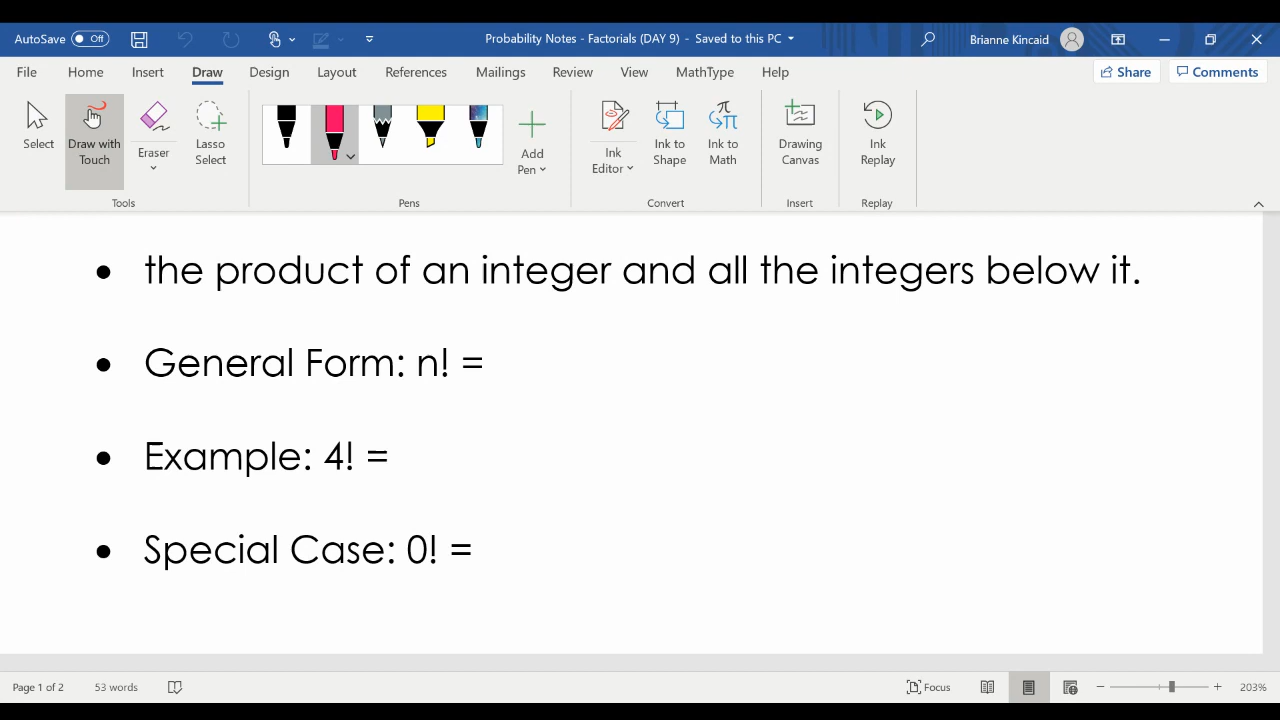 AutoSave Off Probability Notes - Factorials (DAY 9) - Saved to this PC Brianne Kincaid
File Home Insert Draw Design Layout References Mailings Review View MathType Help Share Comments
Select Draw with Touch Eraser Lasso Select Add Pen Ink Editor Ink to Shape Ink to Math Drawing Canvas Ink Replay
Tools Pens Convert Insert Replay
• the product of an integer and all the integers below it.
• General Form: n! =
• Example: 4! =
• Special Case: 0! =
Page 1 of 2 53 words Focus 203%